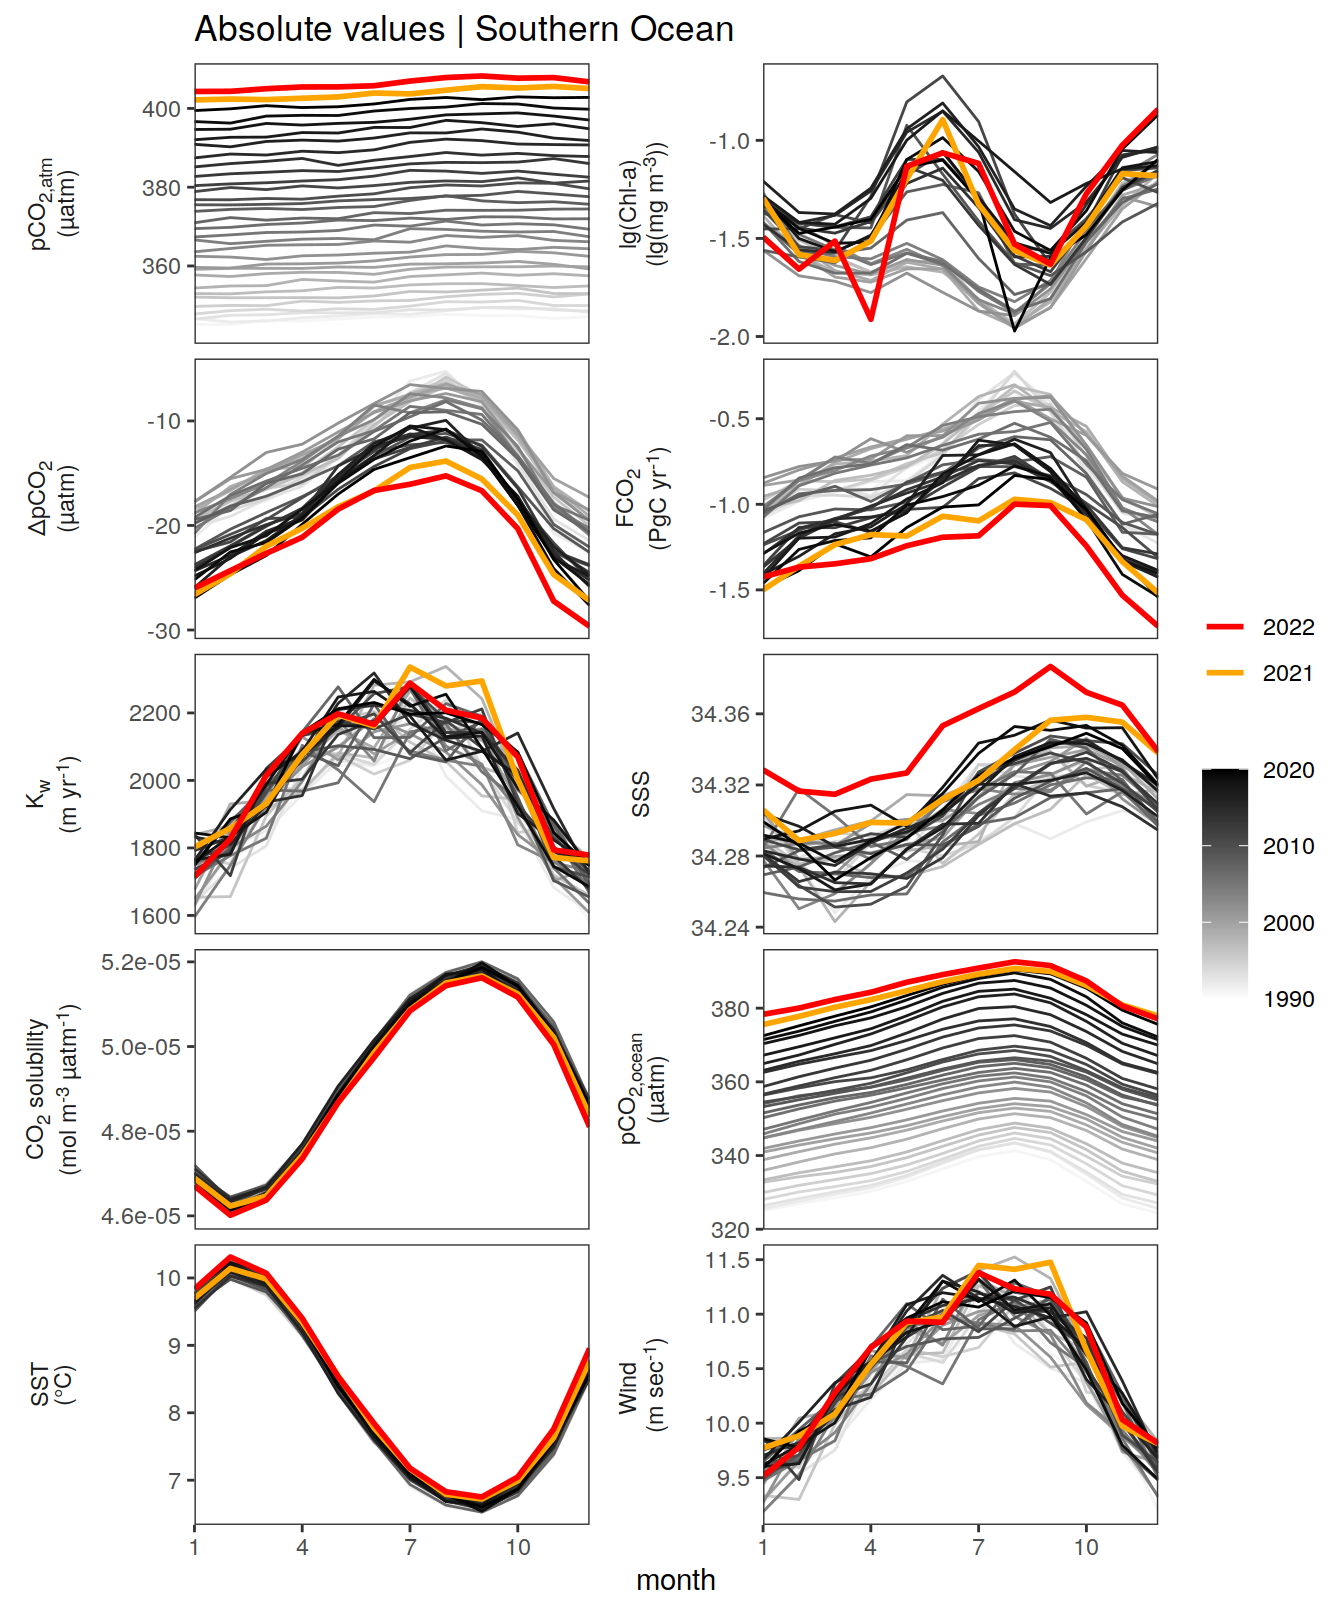 Absolute values | Southern Ocean
pCO2,atm
(µatm)
400
380
360
lg(Chl-a)
(lg(mg m-3))
-1.0
-1.5
-2.0
ΔpCO2
(µatm)
-10
-20
-30
FCO2
(PgC yr-1)
-0.5
-1.0
-1.5
Kw
(m yr-1)
2200
2000
1800
1600
SSS
34.36
34.32
34.28
34.24
CO2 solubility
(mol m-3 µatm-1)
5.2e-05
5.0e-05
4.8e-05
4.6e-05
pCO2,ocean
(µatm)
380
360
340
320
SST
(°C)
10
9
8
7
Wind
(m sec-1)
11.5
11.0
10.5
10.0
9.5
1 4 7 10
1 4 7 10
month
2022
2021
2020
2010
2000
1990